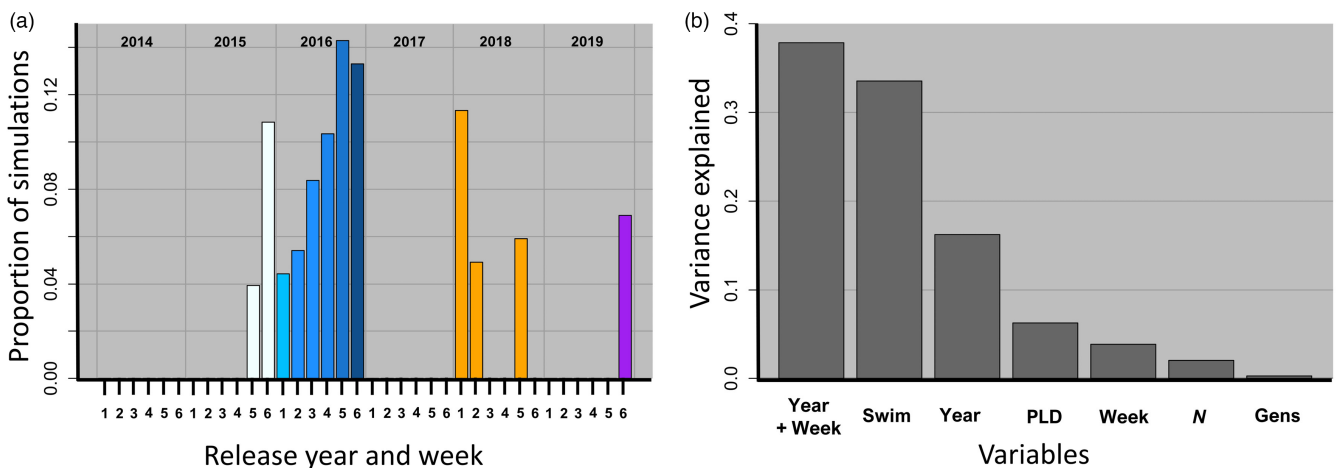 (a)
Proportion of simulations
0.00 0.04 0.08 0.12
2014 2015 2016 2017 2018 2019
1 2 3 4 5 6 1 2 3 4 5 6 1 2 3 4 5 6 1 2 3 4 5 6 1 2 3 4 5 6 1 2 3 4 5 6
Release year and week
(b)
Variance explained
0.0 0.1 0.2 0.3 0.4
Year
+ Week
Swim Year PLD Week N Gens
Variables